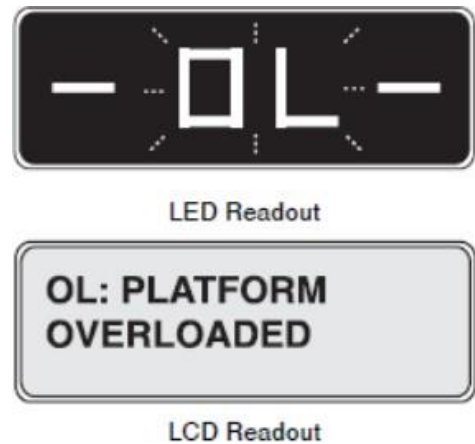 - OL -
LED Readout
OL: PLATFORM
OVERLOADED
LCD Readout